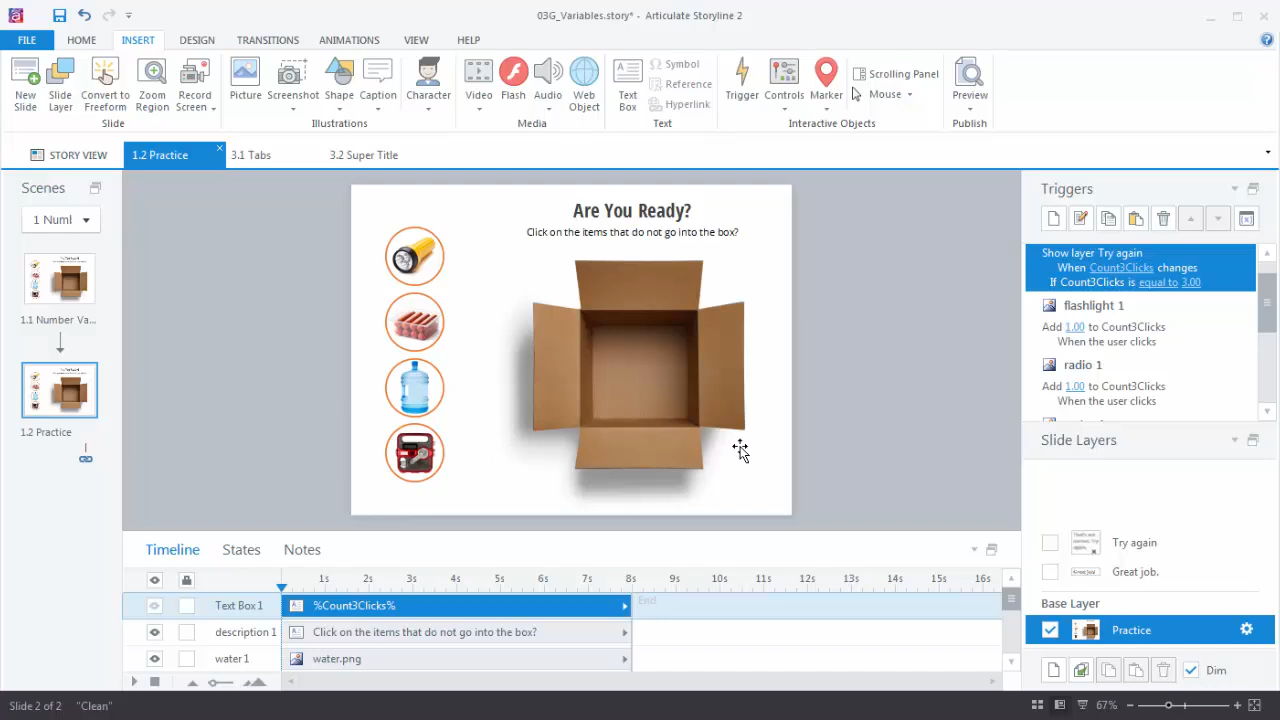 03G_Variables.story* - Articulate Storyline 2
FILE HOME INSERT DESIGN TRANSITIONS ANIMATIONS VIEW HELP
New Slide
Slide Layer
Convert to Freeform
Zoom Region
Record Screen
Slide
Picture
Screenshot
Shape
Caption
Character
Illustrations
Video
Flash
Audio
Web Object
Media
Text Box
Symbol
Reference
Hyperlink
Text
Trigger
Controls
Marker
Scrolling Panel
Mouse
Interactive Objects
Preview
Publish
STORY VIEW
1.2 Practice
3.1 Tabs
3.2 Super Title
Scenes
1 Numl
1.1 Number Va...
1.2 Practice
Are You Ready?
Click on the items that do not go into the box?
Triggers
Show layer Try again
When Count3Clicks changes
If Count3Clicks is equal to 3.00
flashlight 1
Add 1.00 to Count3Clicks
When the user clicks
radio 1
Add 1.00 to Count3Clicks
When the user clicks
Slide Layers
Try again
Great job.
Base Layer
Practice
Dim
Timeline States Notes
1s 2s 3s 4s 5s 6s 7s 8s 9s 10s 11s 12s 13s 14s 15s 16s
Text Box 1 %Count3Clicks% End
description 1 Click on the items that do not go into the box?
water 1 water.png
Slide 2 of 2 "Clean" 67%